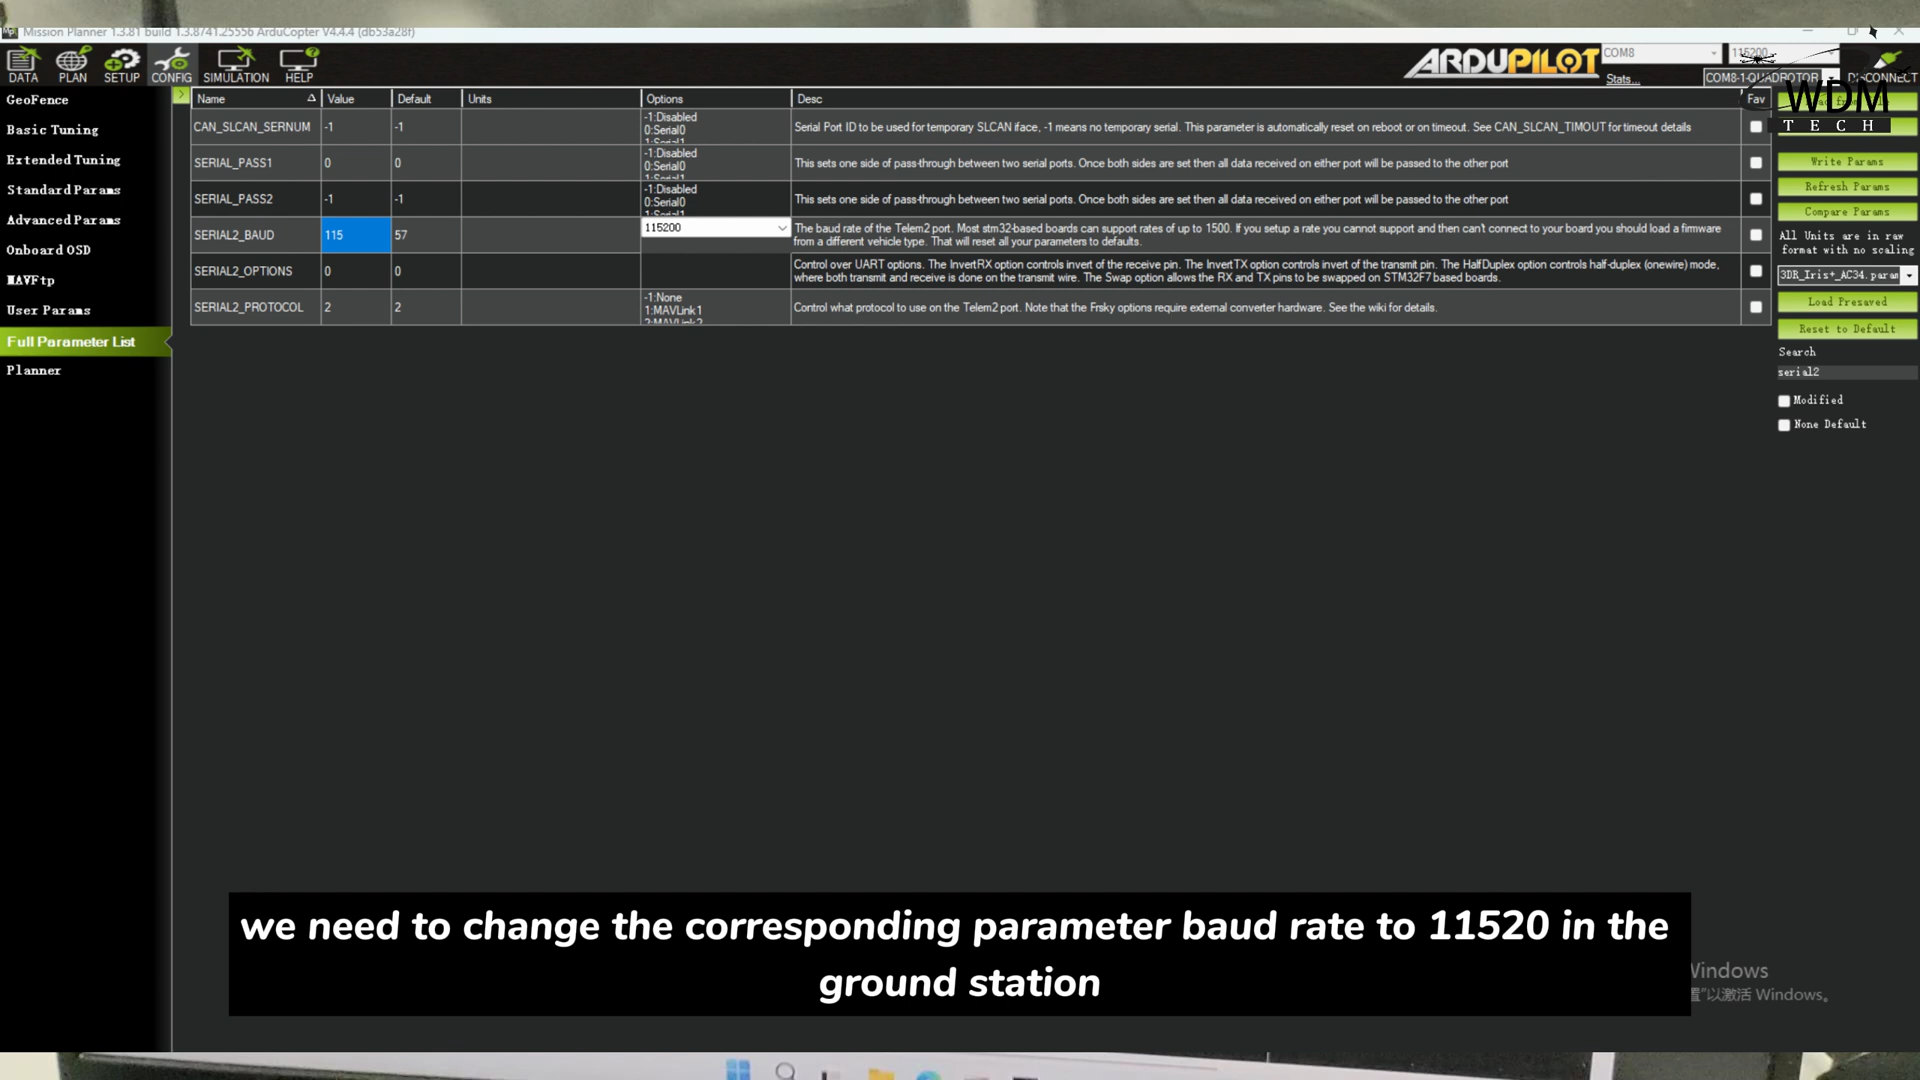 Mission Planner 1.3.81 build 1.3.8741.25556 ArduCopter V4.4.4 (db53a28f)
DATA PLAN SETUP CONFIG SIMULATION HELP
ARDUPILOT
COM8 115200
Stats... COM8-1-QUADROTOR DISCONNECT
WDM
TECH
GeoFence
Basic Tuning
Extended Tuning
Standard Params
Advanced Params
Onboard OSD
MAVFtp
User Params
Full Parameter List
Planner
Name Value Default Units Options Desc Fav
CAN_SLCAN_SERNUM -1 -1 -1:Disabled
0:Serial0
1:Serial1
Serial Port ID to be used for temporary SLCAN iface, -1 means no temporary serial. This parameter is automatically reset on reboot or on timeout. See CAN_SLCAN_TIMOUT for timeout details
SERIAL_PASS1 0 0 -1:Disabled
0:Serial0
1:Serial1
This sets one side of pass-through between two serial ports. Once both sides are set then all data received on either port will be passed to the other port
SERIAL_PASS2 -1 -1 -1:Disabled
0:Serial0
1:Serial1
This sets one side of pass-through between two serial ports. Once both sides are set then all data received on either port will be passed to the other port
SERIAL2_BAUD 115 57 115200
The baud rate of the Telem2 port. Most stm32-based boards can support rates of up to 1500. If you setup a rate you cannot support and then can't connect to your board you should load a firmware
from a different vehicle type. That will reset all your parameters to defaults.
SERIAL2_OPTIONS 0 0
Control over UART options. The InvertRX option controls invert of the receive pin. The InvertTX option controls invert of the transmit pin. The HalfDuplex option controls half-duplex (onewire) mode,
where both transmit and receive is done on the transmit wire. The Swap option allows the RX and TX pins to be swapped on STM32F7 based boards.
SERIAL2_PROTOCOL 2 2 -1:None
1:MAVLink1
2:MAVLink2
Control what protocol to use on the Telem2 port. Note that the Frsky options require external converter hardware. See the wiki for details.
Write Params
Refresh Params
Compare Params
All Units are in raw
format with no scaling
3DR_Iris+_AC34.param
Load Presaved
Reset to Default
Search
serial2
Modified
None Default
we need to change the corresponding parameter baud rate to 11520 in the
ground station
Windows
置"以激活 Windows。